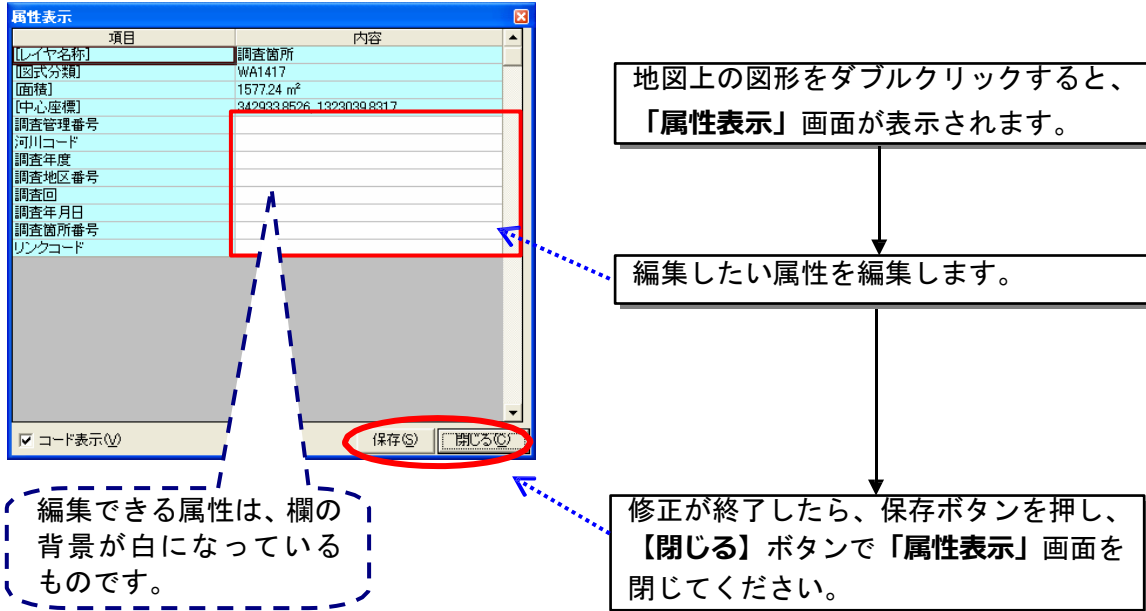 属性表示
項目 内容
[レイヤ名称] 調査箇所
[図式分類] WA1417
[面積] 1577.24 m²
[中心座標] 342933.8526, 1323039.8317
調査管理番号
河川コード
調査年度
調査地区番号
調査回
調査年月日
調査箇所番号
リンクコード
コード表示(V) 保存(S) 閉じる(C)
編集できる属性は、欄の
背景が白になっている
ものです。
地図上の図形をダブルクリックすると、
「属性表示」画面が表示されます。
編集したい属性を編集します。
修正が終了したら、保存ボタンを押し、
【閉じる】ボタンで「属性表示」画面を
閉じてください。